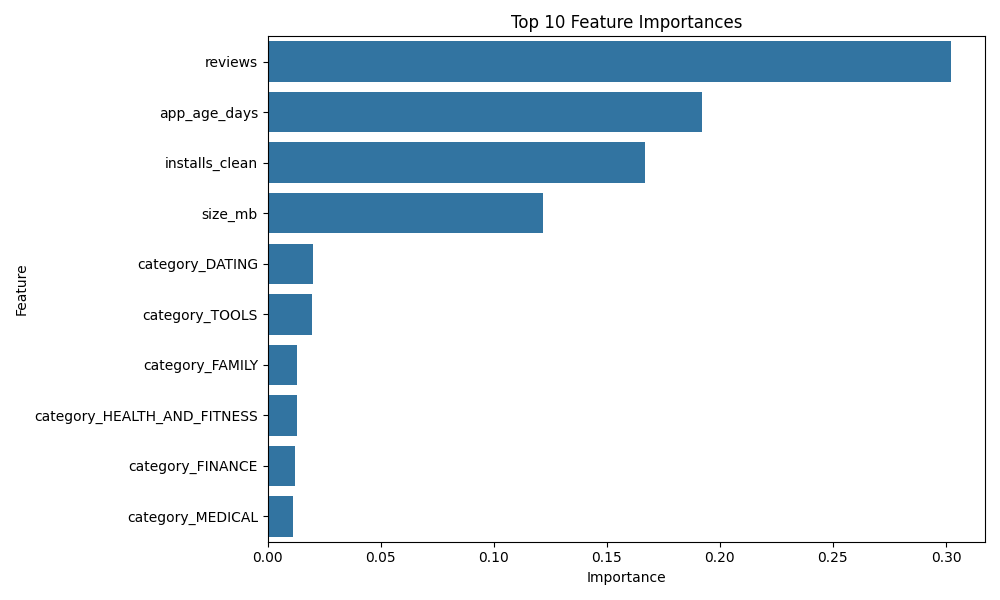 Top 10 Feature Importances
reviews
app_age_days
installs_clean
size_mb
category_DATING
category_TOOLS
category_FAMILY
category_HEALTH_AND_FITNESS
category_FINANCE
category_MEDICAL
Feature
0.00 0.05 0.10 0.15 0.20 0.25 0.30
Importance